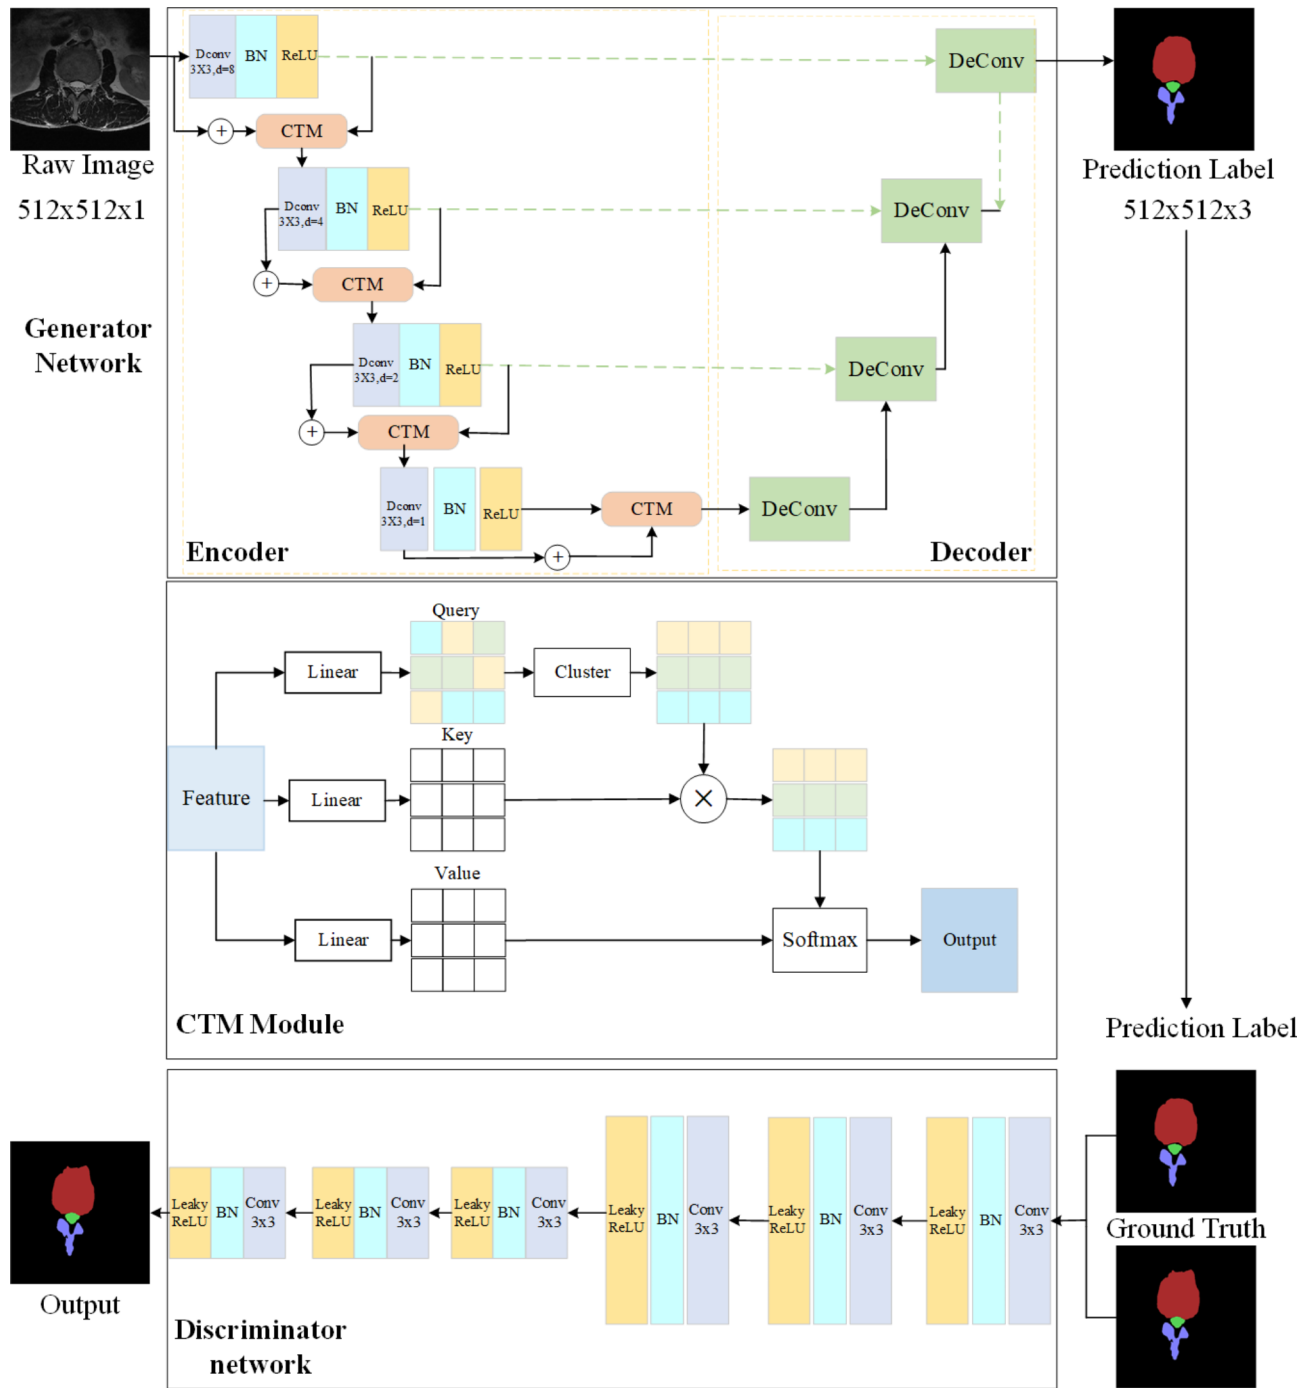 Dconv
3X3,d=8
BN
ReLU
DeConv
+
CTM
Raw Image
512x512x1
Prediction Label
512x512x3
Dconv
3X3,d=4
BN
ReLU
DeConv
+
CTM
Generator
Network
Dconv
3X3,d=2
BN
ReLU
DeConv
+
CTM
Dconv
3X3,d=1
BN
ReLU
CTM
DeConv
+
Encoder
Decoder
Query
Linear
Cluster
Key
Feature
Linear
×
Value
Linear
Softmax
Output
CTM Module
Prediction Label
Leaky
ReLU
BN
Conv
3x3
Leaky
ReLU
BN
Conv
3x3
Leaky
ReLU
BN
Conv
3x3
Leaky
ReLU
BN
Conv
3x3
Leaky
ReLU
BN
Conv
3x3
Leaky
ReLU
BN
Conv
3x3
Ground Truth
Output
Discriminator
network